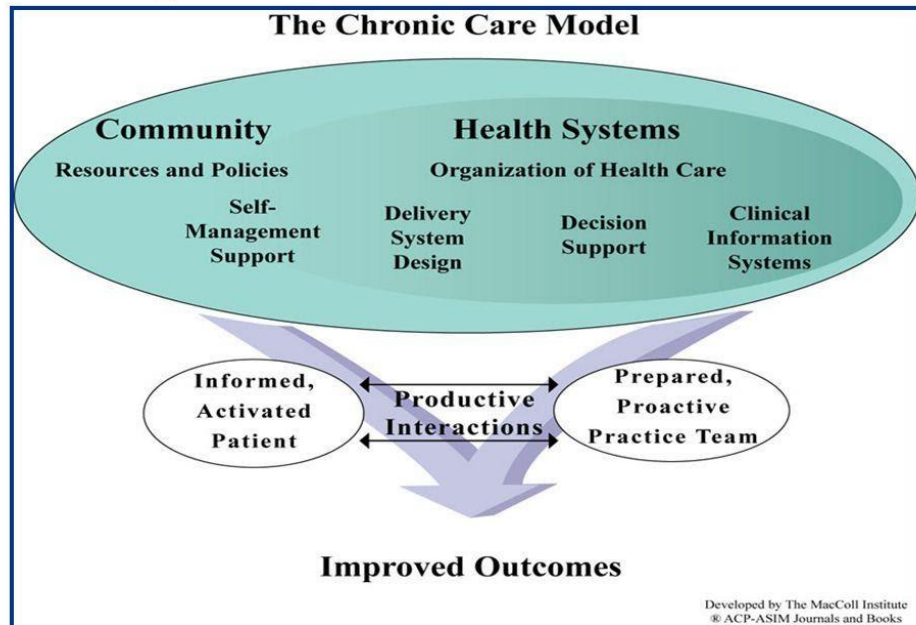 The Chronic Care Model
Community
Resources and Policies
Health Systems
Organization of Health Care
Self-
Management
Support
Delivery
System
Design
Decision
Support
Clinical
Information
Systems
Informed,
Activated
Patient
Productive
Interactions
Prepared,
Proactive
Practice Team
Improved Outcomes
Developed by The MacColl Institute
® ACP-ASIM Journals and Books